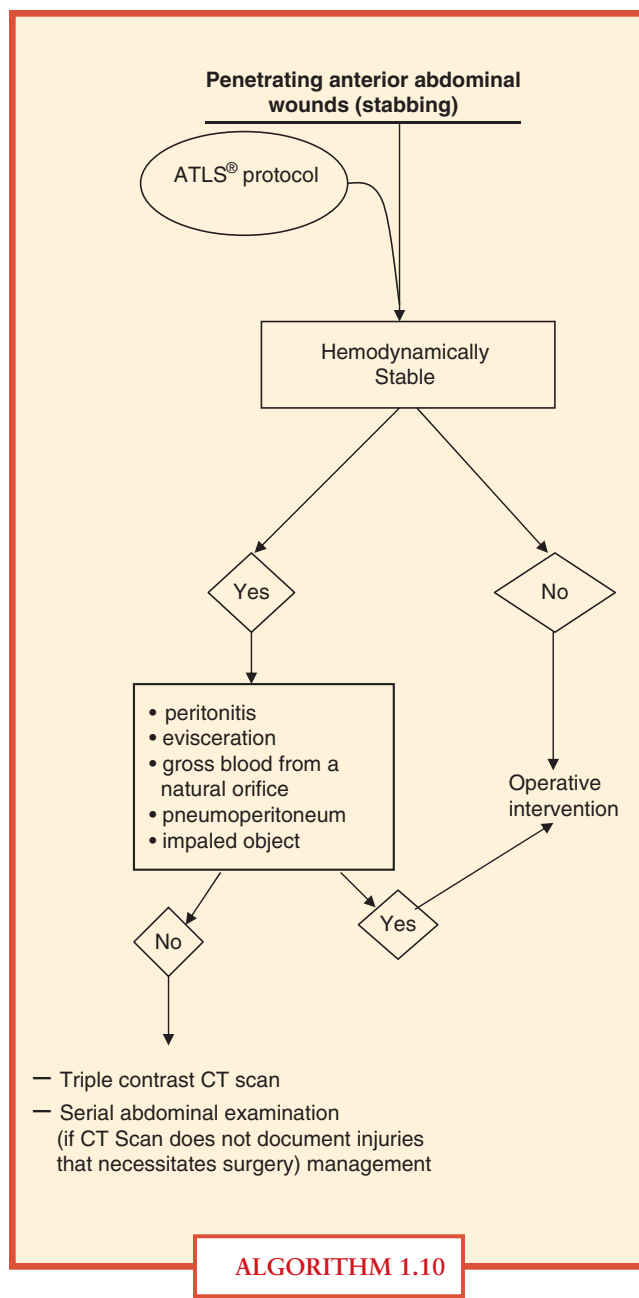 Penetrating anterior abdominal
wounds (stabbing)
ATLS® protocol
Hemodynamically
Stable
Yes
No
• peritonitis
• evisceration
• gross blood from a
natural orifice
• pneumoperitoneum
• impaled object
Operative
intervention
No
Yes
— Triple contrast CT scan
— Serial abdominal examination
(if CT Scan does not document injuries
that necessitates surgery) management
ALGORITHM 1.10